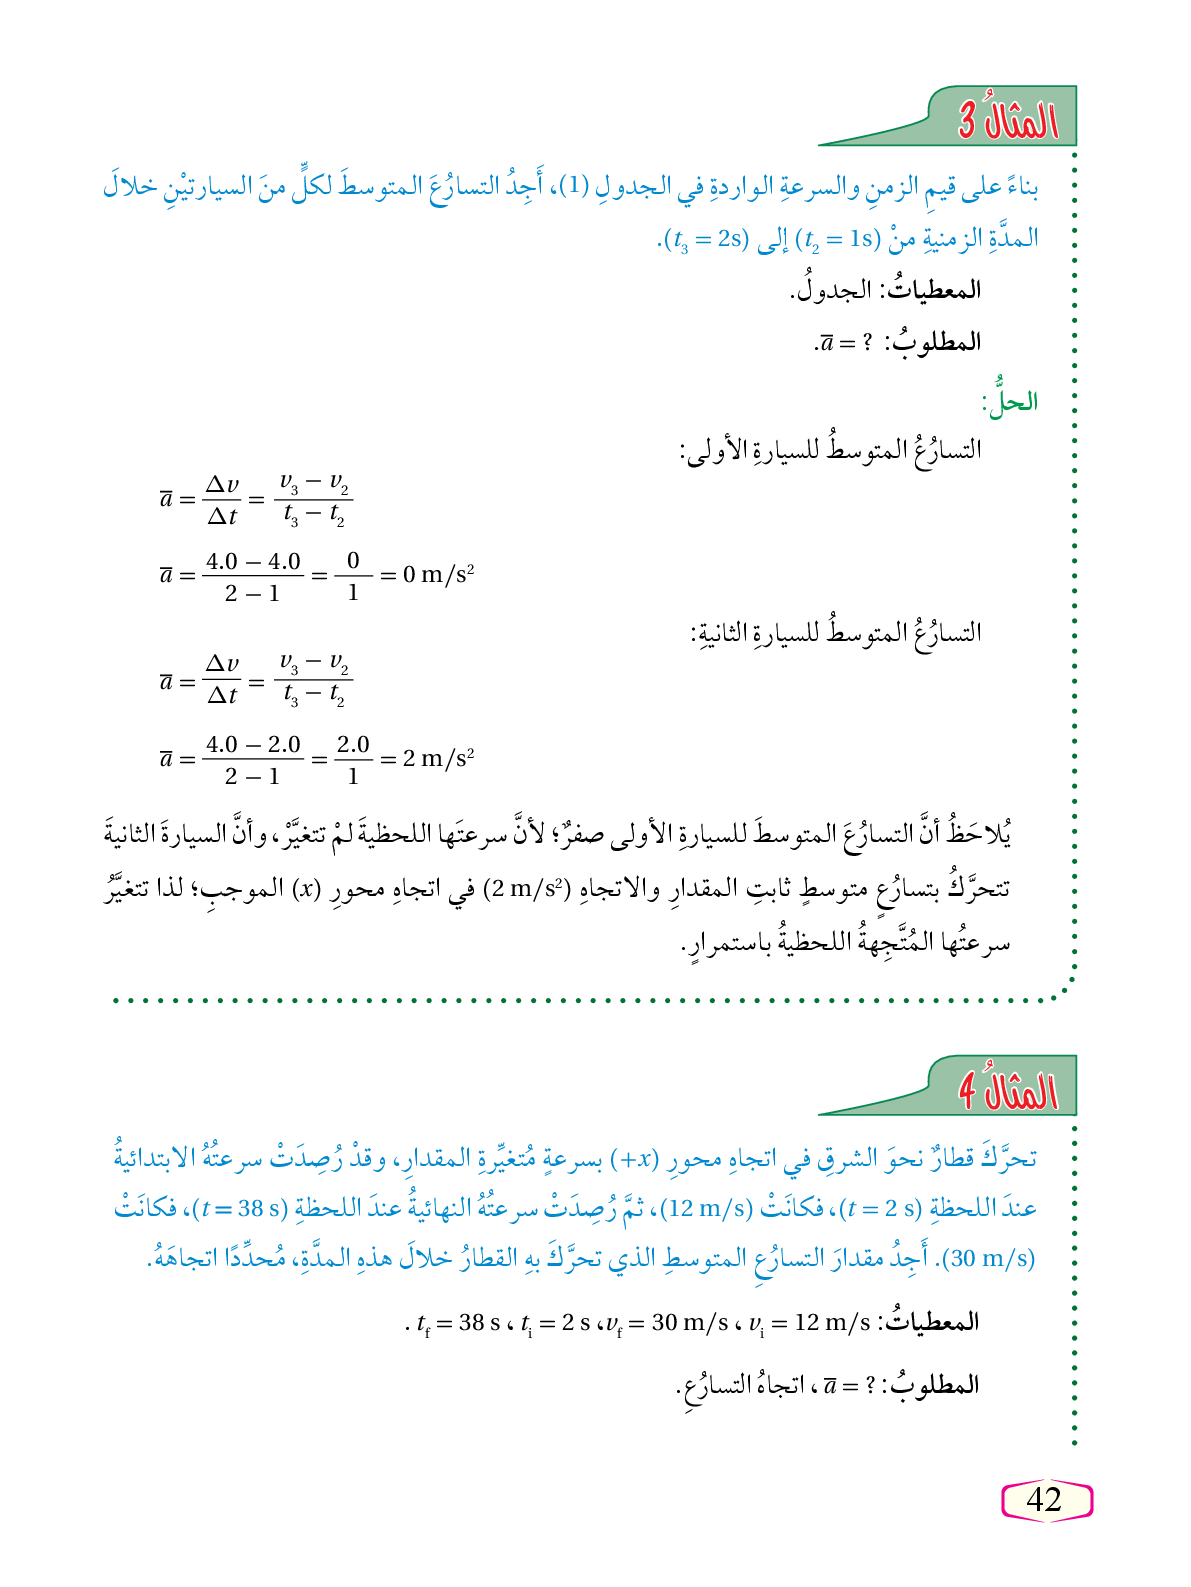 المثالُ 3
بناءً على قيمِ الزمنِ والسرعةِ الواردةِ في الجدولِ (1)، أَجِدُ التسارُعَ المتوسطَ لكلٍّ منَ السيارتيْنِ خلالَ
المدَّةِ الزمنيةِ منْ (t₂ = 1s) إلى (t₃ = 2s).
المعطياتُ: الجدولُ.
المطلوبُ: a̅ = ?.
الحلُّ:
التسارُعُ المتوسطُ للسيارةِ الأولى:
a̅ = Δv/Δt = (v₃ − v₂)/(t₃ − t₂)
a̅ = (4.0 − 4.0)/(2 − 1) = 0/1 = 0 m/s²
التسارُعُ المتوسطُ للسيارةِ الثانيةِ:
a̅ = Δv/Δt = (v₃ − v₂)/(t₃ − t₂)
a̅ = (4.0 − 2.0)/(2 − 1) = 2.0/1 = 2 m/s²
يُلاحَظُ أنَّ التسارُعَ المتوسطَ للسيارةِ الأولى صفرٌ؛ لأنَّ سرعتَها اللحظيةَ لمْ تتغيَّرْ، وأنَّ السيارةَ الثانيةَ
تتحرَّكُ بتسارُعٍ متوسطٍ ثابتِ المقدارِ والاتجاهِ (2 m/s²) في اتجاهِ محورِ (x) الموجبِ؛ لذا تتغيَّرُ
سرعتُها المُتَّجِهةُ اللحظيةُ باستمرارٍ.
المثالُ 4
تحرَّكَ قطارٌ نحوَ الشرقِ في اتجاهِ محورِ (+x) بسرعةٍ مُتغيِّرةِ المقدارِ، وقدْ رُصِدَتْ سرعتُهُ الابتدائيةُ
عندَ اللحظةِ (t = 2 s)، فكانَتْ (12 m/s)، ثمَّ رُصِدَتْ سرعتُهُ النهائيةُ عندَ اللحظةِ (t = 38 s)، فكانَتْ
(30 m/s). أَجِدُ مقدارَ التسارُعِ المتوسطِ الذي تحرَّكَ بهِ القطارُ خلالَ هذهِ المدَّةِ، مُحدِّدًا اتجاهَهُ.
المعطياتُ: vᵢ = 12 m/s ، v_f = 30 m/s، tᵢ = 2 s ، t_f = 38 s .
المطلوبُ: a̅ = ? ، اتجاهُ التسارُعِ.
42